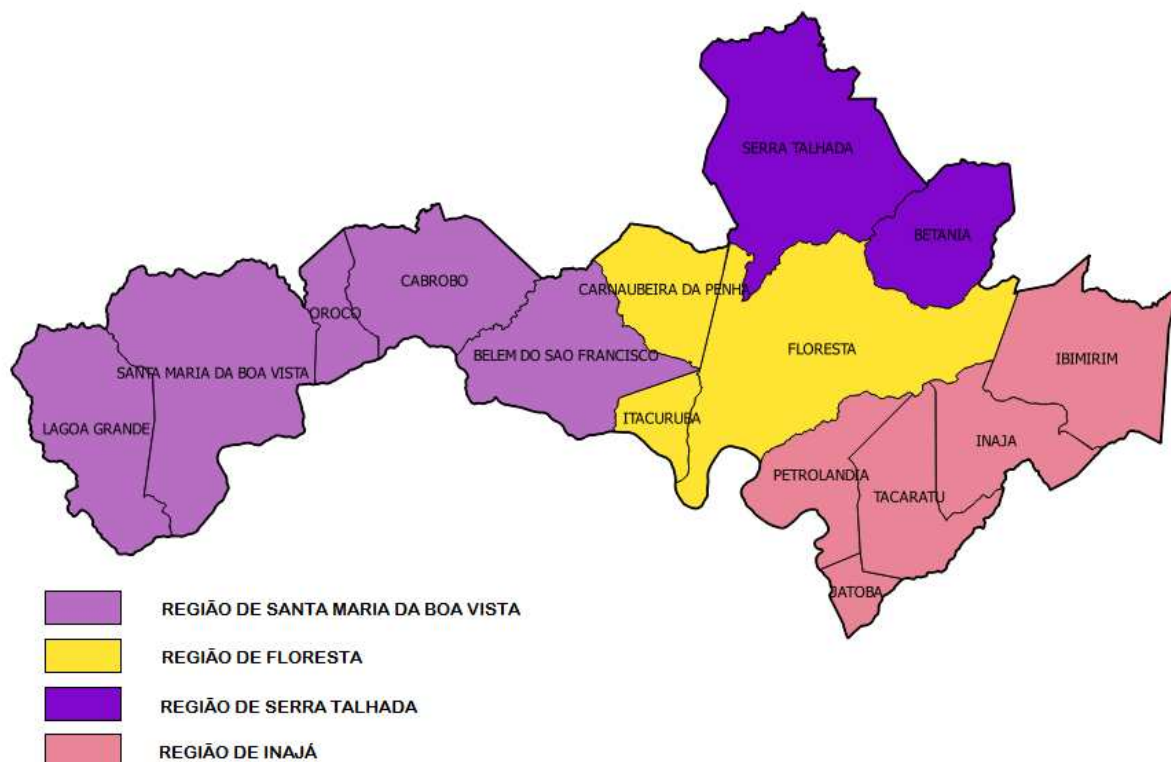 SERRA TALHADA
BETANIA
CABROBO
CARNAUBEIRA DA PENHA
OROCO
FLORESTA
BELEM DO SAO FRANCISCO
IBIMIRIM
SANTA MARIA DA BOA VISTA
ITACURUBA
LAGOA GRANDE
INAJA
PETROLANDIA
TACARATU
JATOBA
REGIÃO DE SANTA MARIA DA BOA VISTA
REGIÃO DE FLORESTA
REGIÃO DE SERRA TALHADA
REGIÃO DE INAJÁ